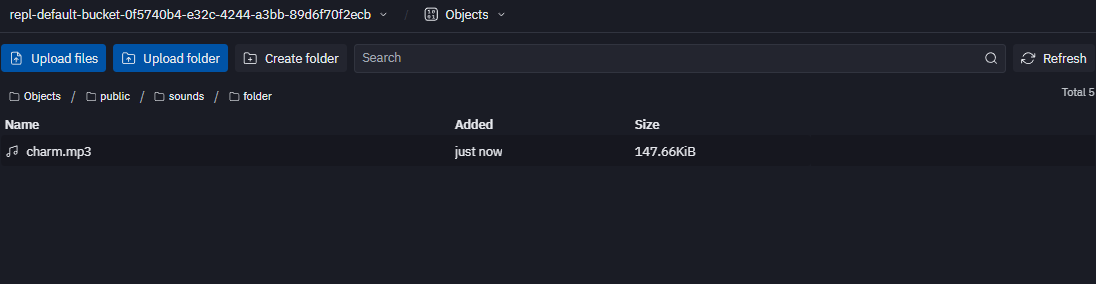 repl-default-bucket-0f5740b4-e32c-4244-a3bb-89d6f70f2ecb / Objects
Upload files Upload folder Create folder Search Refresh
Objects / public / sounds / folder Total 5
Name Added Size
charm.mp3 just now 147.66KiB